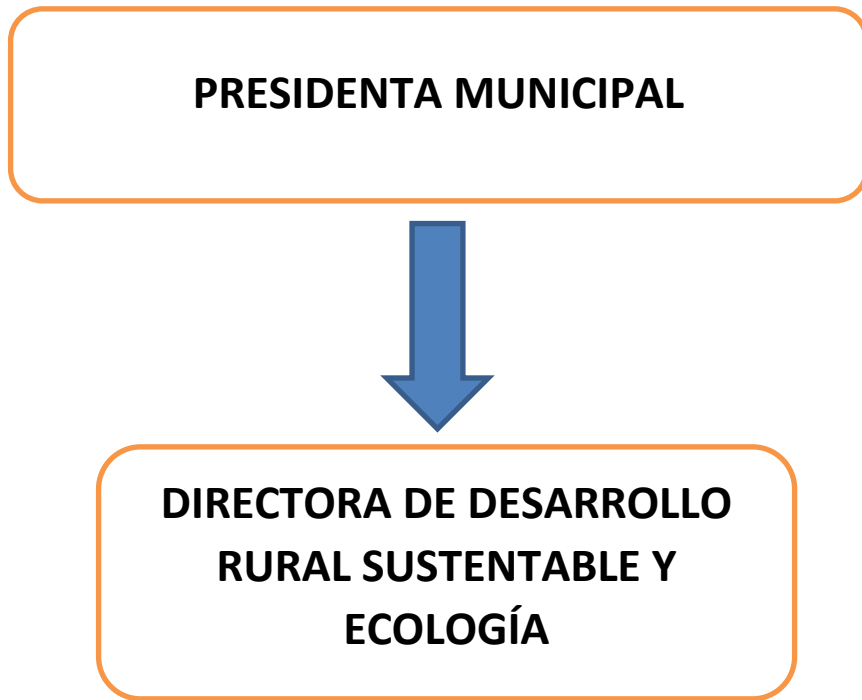 PRESIDENTA MUNICIPAL
DIRECTORA DE DESARROLLO
RURAL SUSTENTABLE Y
ECOLOGÍA